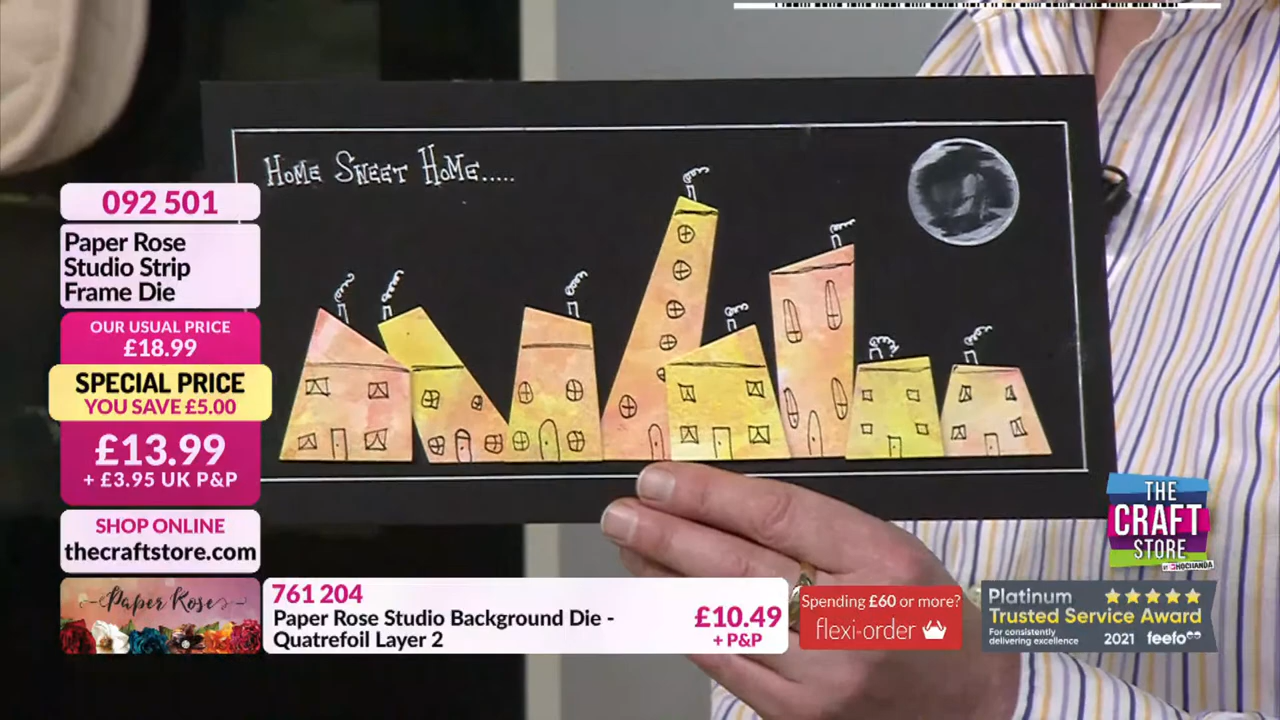 HOME SWEET HOME.....
092 501
Paper Rose
Studio Strip
Frame Die
OUR USUAL PRICE
£18.99
SPECIAL PRICE
YOU SAVE £5.00
£13.99
+ £3.95 UK P&P
SHOP ONLINE
thecraftstore.com
Paper Rose
761 204
Paper Rose Studio Background Die -
Quatrefoil Layer 2
£10.49
+ P&P
Spending £60 or more?
flexi-order
THE
CRAFT
STORE
BY HOCHANDA
Platinum
Trusted Service Award
For consistently
delivering excellence
2021 feefo